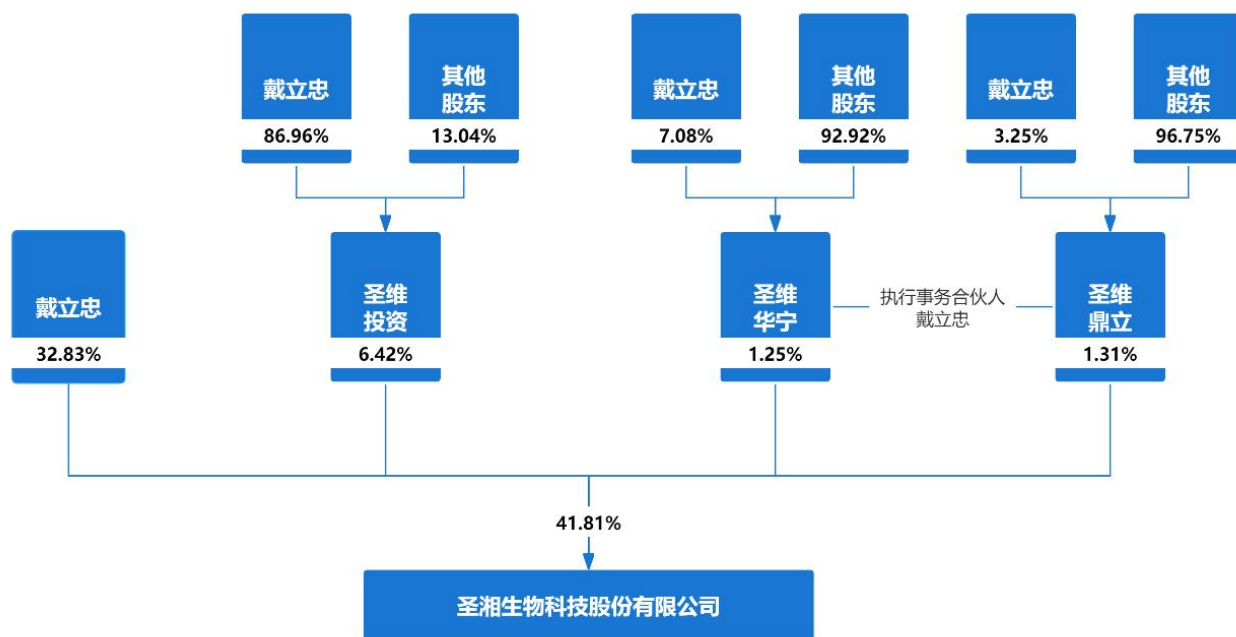 戴立忠
86.96%
其他
股东
13.04%
戴立忠
7.08%
其他
股东
92.92%
戴立忠
3.25%
其他
股东
96.75%
戴立忠
32.83%
圣维
投资
6.42%
圣维
华宁
1.25%
执行事务合伙人
戴立忠
圣维
鼎立
1.31%
41.81%
圣湘生物科技股份有限公司